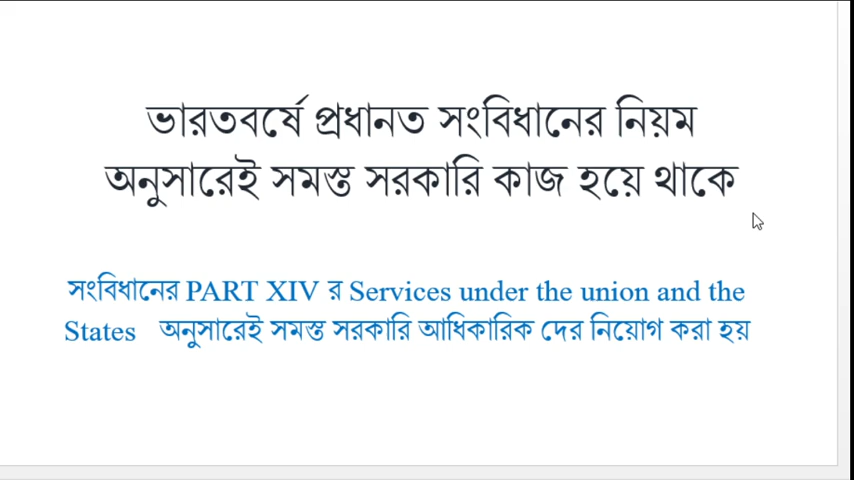 ভারতবর্ষে প্রধানত সংবিধানের নিয়ম
অনুসারেই সমস্ত সরকারি কাজ হয়ে থাকে
সংবিধানের PART XIV র Services under the union and the
States অনুসারেই সমস্ত সরকারি আধিকারিক দের নিয়োগ করা হয়